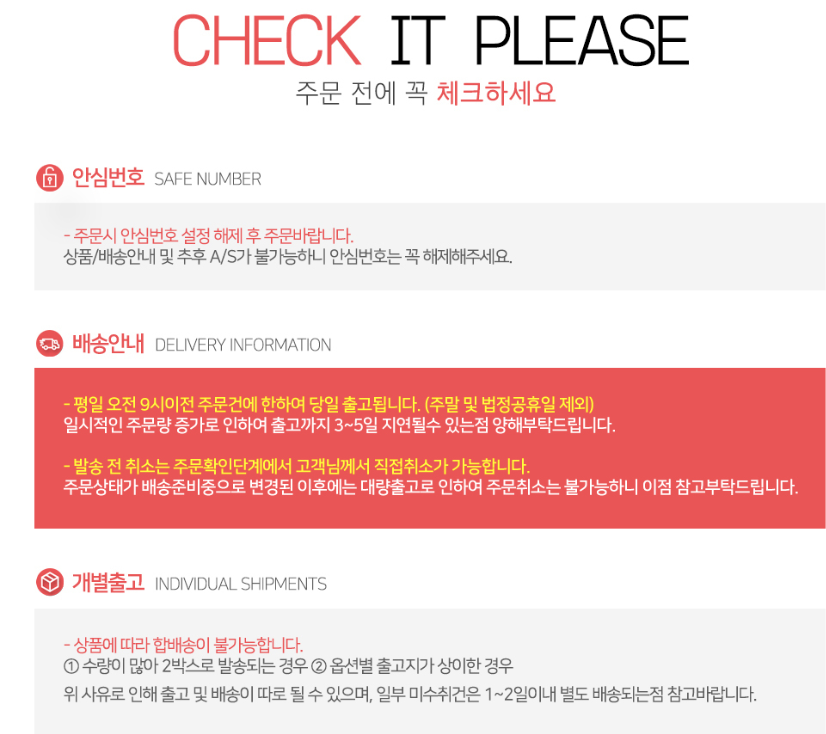 CHECK IT PLEASE
주문 전에 꼭 체크하세요
안심번호 SAFE NUMBER
- 주문시 안심번호 설정 해제 후 주문바랍니다.
상품/배송안내 및 추후 A/S가 불가능하니 안심번호는 꼭 해제해주세요.
배송안내 DELIVERY INFORMATION
- 평일 오전 9시이전 주문건에 한하여 당일 출고됩니다. (주말 및 법정공휴일 제외)
일시적인 주문량 증가로 인하여 출고까지 3~5일 지연될수 있는점 양해부탁드립니다.
- 발송 전 취소는 주문확인단계에서 고객님께서 직접취소가 가능합니다.
주문상태가 배송준비중으로 변경된 이후에는 대량출고로 인하여 주문취소는 불가능하니 이점 참고부탁드립니다.
개별출고 INDIVIDUAL SHIPMENTS
- 상품에 따라 합배송이 불가능합니다.
① 수량이 많아 2박스로 발송되는 경우 ② 옵션별 출고지가 상이한 경우
위 사유로 인해 출고 및 배송이 따로 될 수 있으며, 일부 미수취건은 1~2일이내 별도 배송되는점 참고바랍니다.